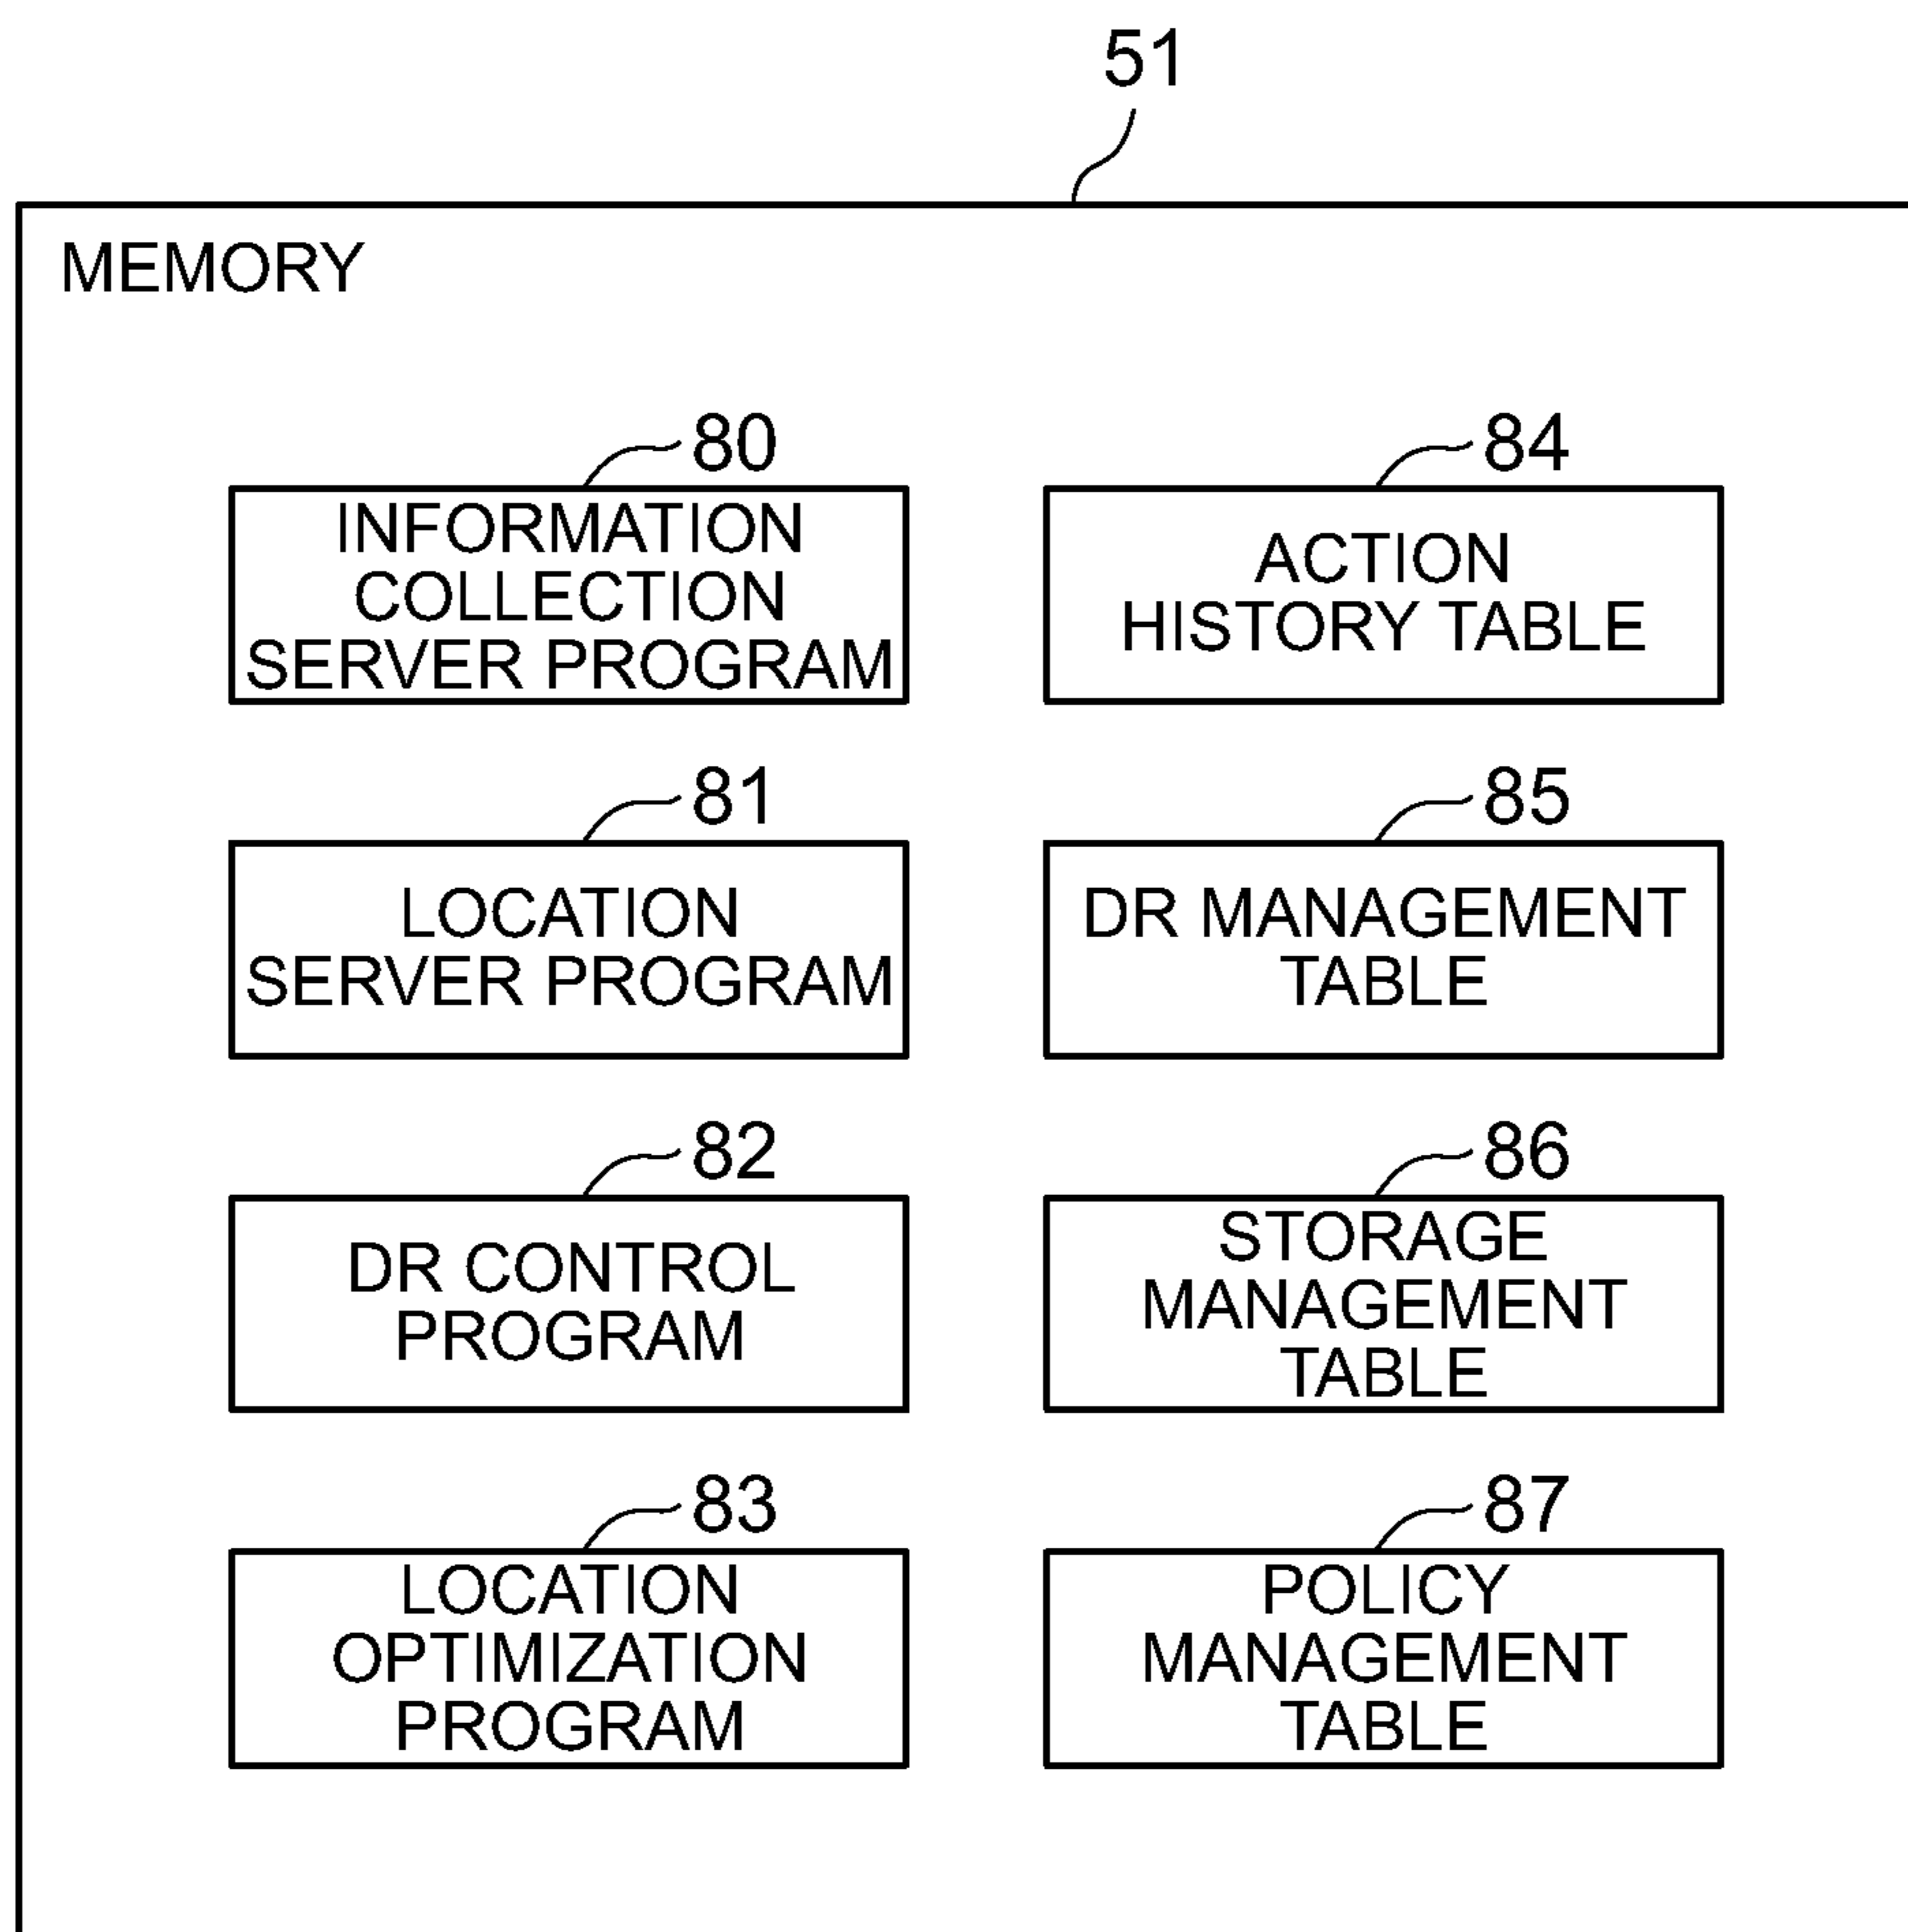 51
MEMORY
80
INFORMATION
COLLECTION
SERVER PROGRAM
84
ACTION
HISTORY TABLE
81
LOCATION
SERVER PROGRAM
85
DR MANAGEMENT
TABLE
82
DR CONTROL
PROGRAM
86
STORAGE
MANAGEMENT
TABLE
83
LOCATION
OPTIMIZATION
PROGRAM
87
POLICY
MANAGEMENT
TABLE